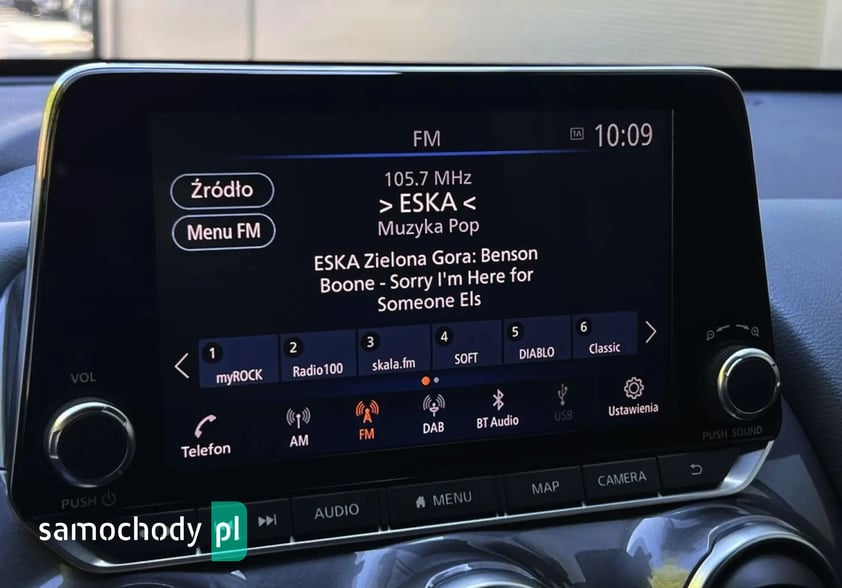 FM
1A
10:09
Źródło
Menu FM
105.7 MHz
> ESKA <
Muzyka Pop
ESKA Zielona Gora: Benson
Boone - Sorry I'm Here for
Someone Els
1 myROCK
2 Radio100
3 skala.fm
4 SOFT
5 DIABLO
6 Classic
VOL
PUSH
Telefon
AM
FM
DAB
BT Audio
USB
Ustawienia
PUSH SOUND
AUDIO
MENU
MAP
CAMERA
samochody pl